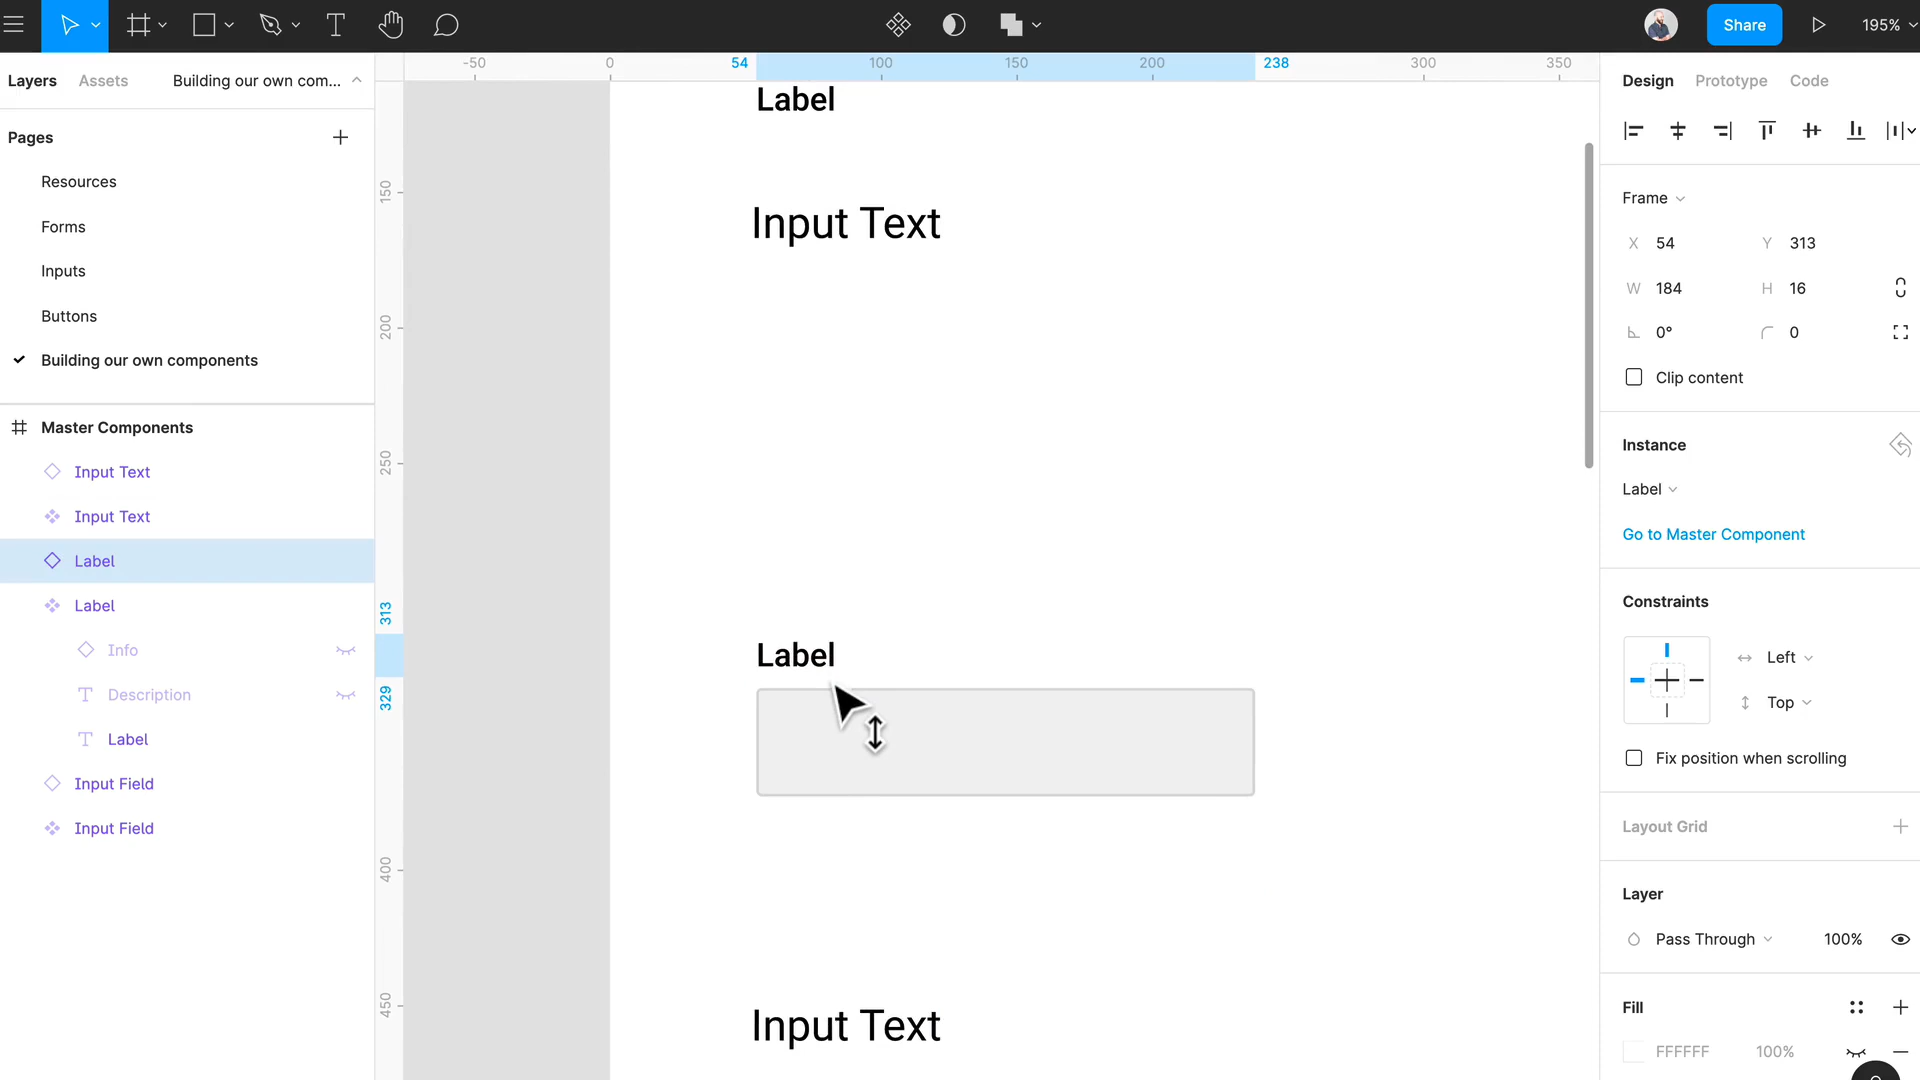 Share
195%
Layers Assets Building our own com...
Pages
Resources
Forms
Inputs
Buttons
Building our own components
Master Components
Input Text
Input Text
Label
Label
Info
Description
Label
Input Field
Input Field
-50 0 54 100 150 200 238 300 350
150
200
250
313
329
400
450
Label
Input Text
Label
Input Text
Design Prototype Code
Frame
X 54 Y 313
W 184 H 16
0° 0
Clip content
Instance
Label
Go to Master Component
Constraints
Left
Top
Fix position when scrolling
Layout Grid
Layer
Pass Through 100%
Fill
FFFFFF 100%